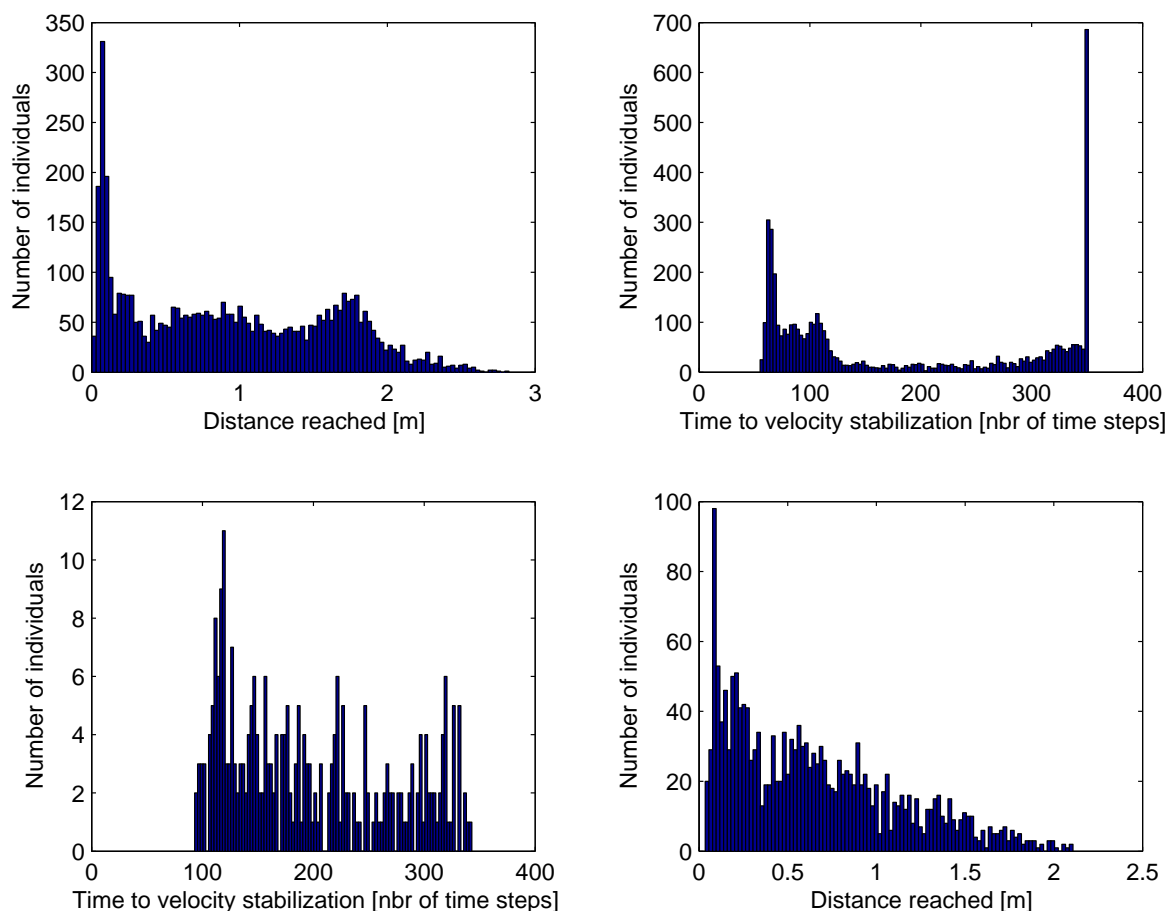 350
300
250
200
150
100
50
0
Number of individuals
0 1 2 3
Distance reached [m]
700
600
500
400
300
200
100
0
Number of individuals
0 100 200 300 400
Time to velocity stabilization [nbr of time steps]
12
10
8
6
4
2
0
Number of individuals
0 100 200 300 400
Time to velocity stabilization [nbr of time steps]
100
80
60
40
20
0
Number of individuals
0 0.5 1 1.5 2 2.5
Distance reached [m]